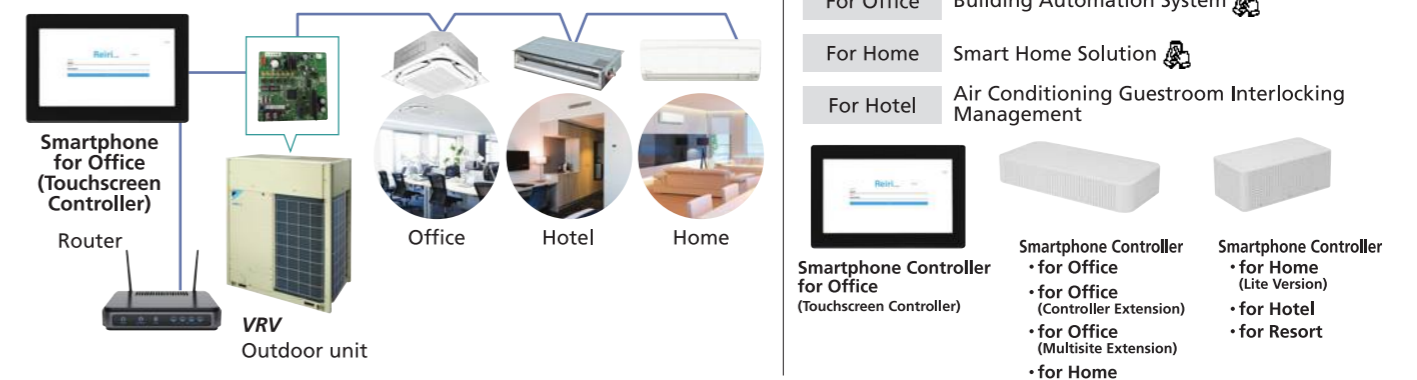 Reiri
Smartphone
for Office
(Touchscreen
Controller)
Router
VRV
Outdoor unit
Office
Hotel
Home
For Office Building Automation System
For Home Smart Home Solution
For Hotel Air Conditioning Guestroom Interlocking
Management
Reiri
Smartphone Controller
for Office
(Touchscreen Controller)
Smartphone Controller
・for Office
・for Office
(Controller Extension)
・for Office
(Multisite Extension)
・for Home
Smartphone Controller
・for Home
(Lite Version)
・for Hotel
・for Resort